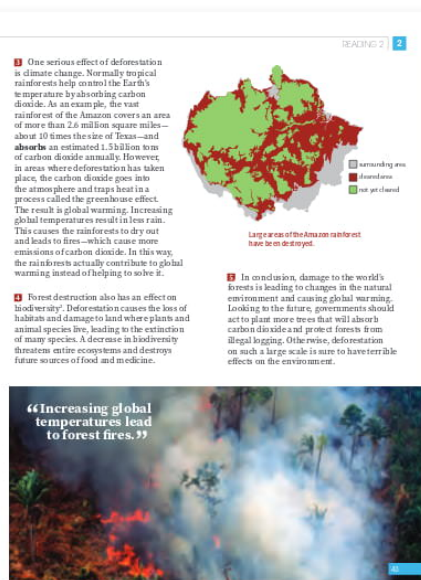 READING 2 2
3 One serious effect of deforestation
is climate change. Normally tropical
rainforests help control the Earth's
temperature by absorbing carbon
dioxide. As an example, the vast
rainforest of the Amazon covers an area
of more than 2.6 million square miles—
about 10 times the size of Texas—and
absorbs an estimated 1.5 billion tons
of carbon dioxide annually. However,
in areas where deforestation has taken
place, the carbon dioxide goes into
the atmosphere and traps heat in a
process called the greenhouse effect.
The result is global warming. Increasing
global temperatures result in less rain.
This causes the rainforests to dry out
and leads to fires—which cause more
emissions of carbon dioxide. In this way,
the rainforests actually contribute to global
warming instead of helping to solve it.
4 Forest destruction also has an effect on
biodiversity¹. Deforestation causes the loss of
habitats and damage to land where plants and
animal species live, leading to the extinction
of many species. A decrease in biodiversity
threatens entire ecosystems and destroys
future sources of food and medicine.
surrounding area
cleared area
not yet cleared
Large areas of the Amazon rainforest
have been destroyed.
5 In conclusion, damage to the world's
forests is leading to changes in the natural
environment and causing global warming.
Looking to the future, governments should
act to plant more trees that will absorb
carbon dioxide and protect forests from
illegal logging. Otherwise, deforestation
on such a large scale is sure to have terrible
effects on the environment.
“Increasing global
temperatures lead
to forest fires.”